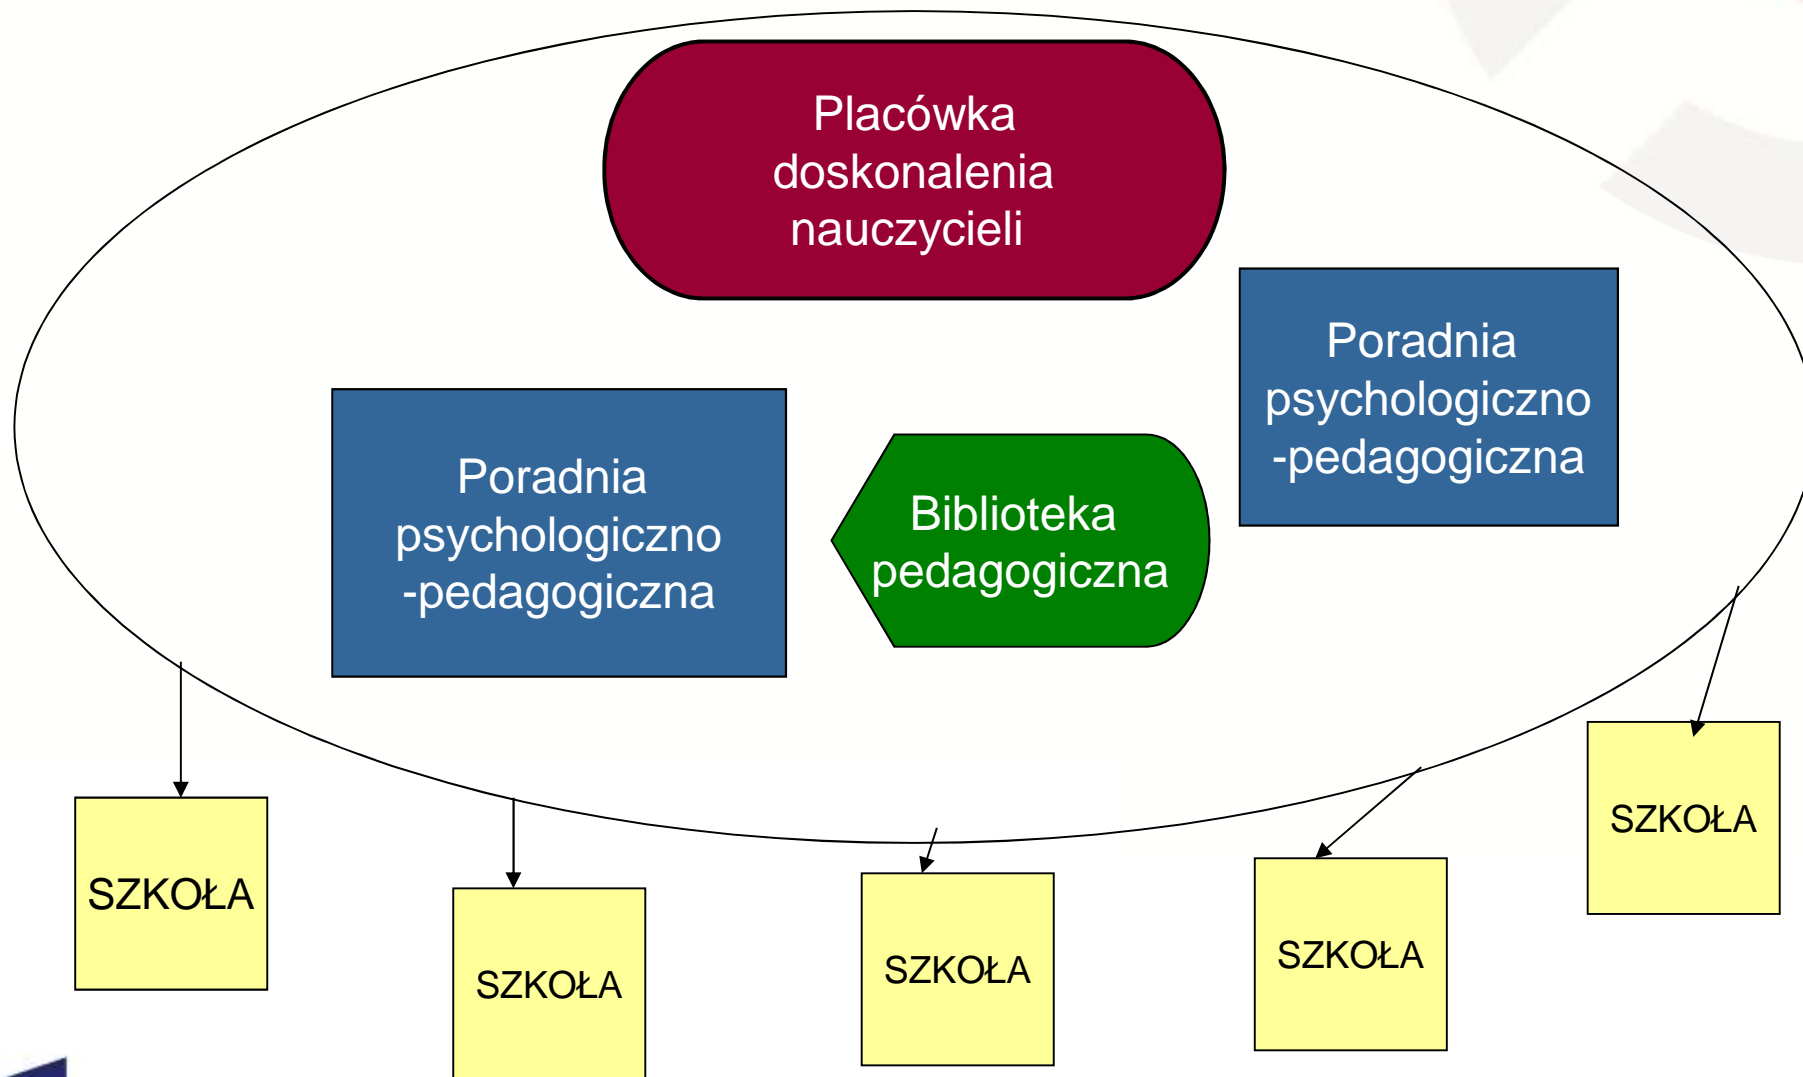 Placówka
doskonalenia
nauczycieli
Poradnia
psychologiczno
-pedagogiczna
Poradnia
psychologiczno
-pedagogiczna
Biblioteka
pedagogiczna
SZKOŁA
SZKOŁA
SZKOŁA
SZKOŁA
SZKOŁA